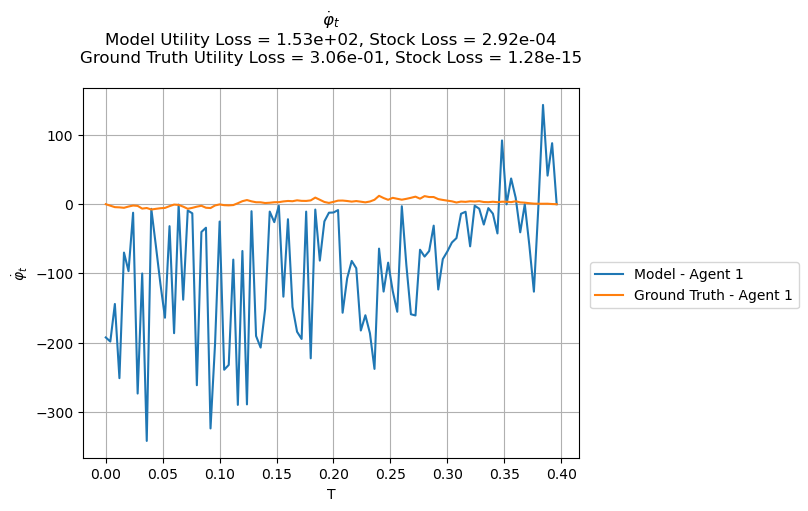 φ̇ₜ
Model Utility Loss = 1.53e+02, Stock Loss = 2.92e-04
Ground Truth Utility Loss = 3.06e-01, Stock Loss = 1.28e-15
φ̇ₜ
100
0
−100
−200
−300
0.00 0.05 0.10 0.15 0.20 0.25 0.30 0.35 0.40
T
Model - Agent 1
Ground Truth - Agent 1